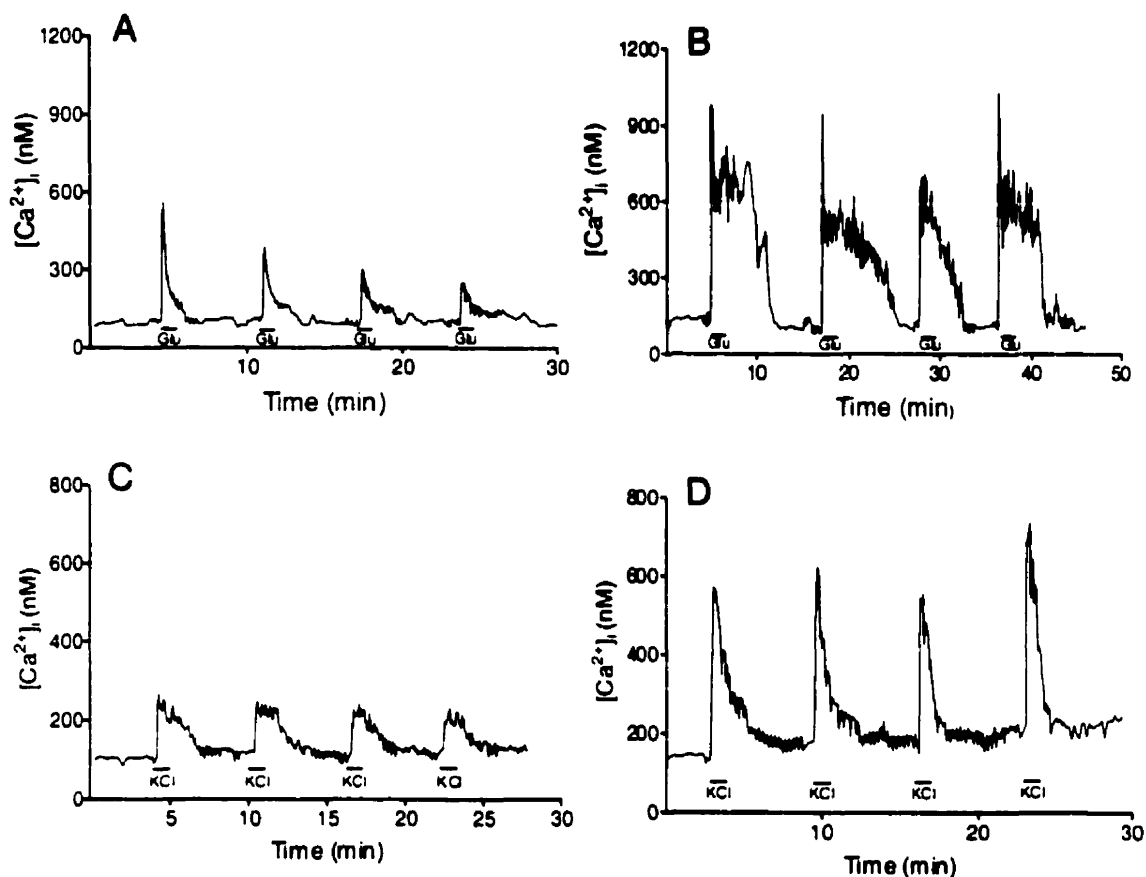 A
1200
900
600
300
0
[Ca²⁺]ᵢ (nM)
Glu Glu Glu Glu
10 20 30
Time (min)
B
1200
900
600
300
0
[Ca²⁺]ᵢ (nM)
Glu Glu Glu Glu
10 20 30 40 50
Time (min)
C
800
600
400
200
0
[Ca²⁺]ᵢ (nM)
KCl KCl KCl KCl
5 10 15 20 25 30
Time (min)
D
800
600
400
200
0
[Ca²⁺]ᵢ (nM)
KCl KCl KCl KCl
10 20 30
Time (min)